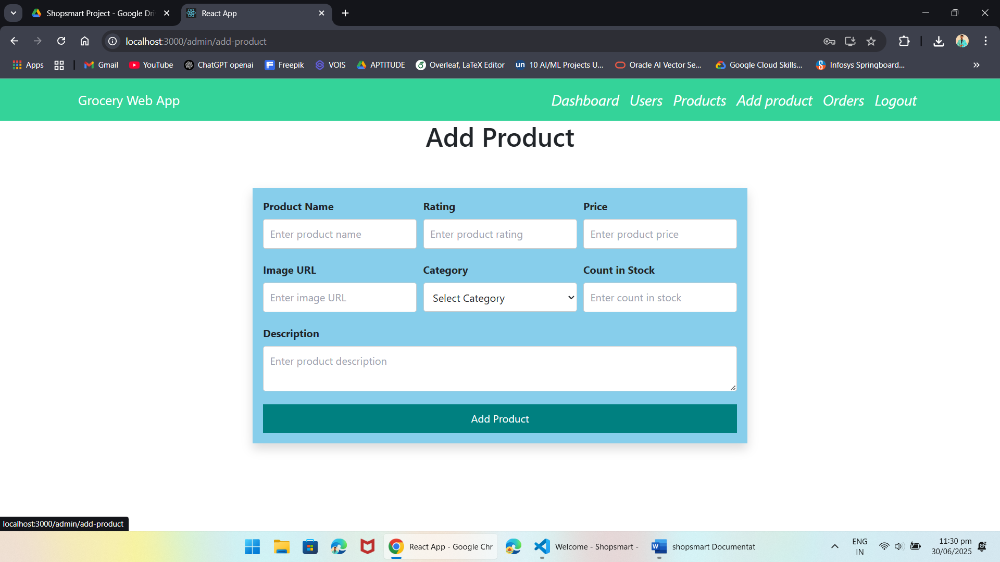 Shopsmart Project - Google Dri
React App
localhost:3000/admin/add-product
Apps
Gmail
YouTube
ChatGPT openai
Freepik
VOIS
APTITUDE
Overleaf, LaTeX Editor
un 10 AI/ML Projects U...
Oracle AI Vector Se...
Google Cloud Skills...
Infosys Springboard...
Grocery Web App
Dashboard Users Products Add product Orders Logout
Add Product
Product Name Rating Price
Enter product name Enter product rating Enter product price
Image URL Category Count in Stock
Enter image URL Select Category Enter count in stock
Description
Enter product description
Add Product
localhost:3000/admin/add-product
React App - Google Chr
Welcome - Shopsmart -
shopsmart Documentat
ENG
IN
11:30 pm
30/06/2025